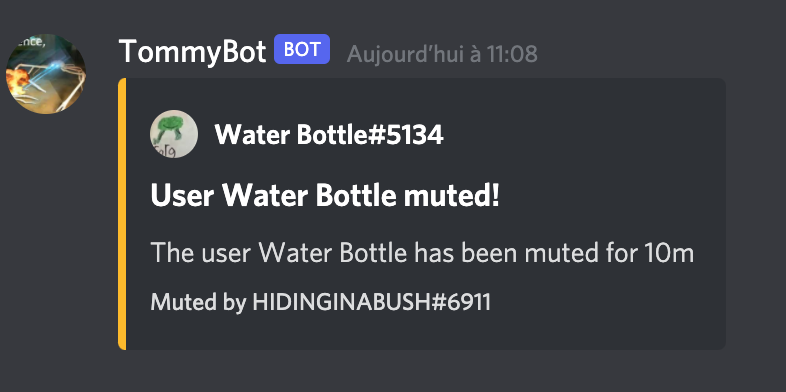 ence,
TommyBot BOT Aujourd’hui à 11:08
Water Bottle#5134
User Water Bottle muted!
The user Water Bottle has been muted for 10m
Muted by HIDINGINABUSH#6911